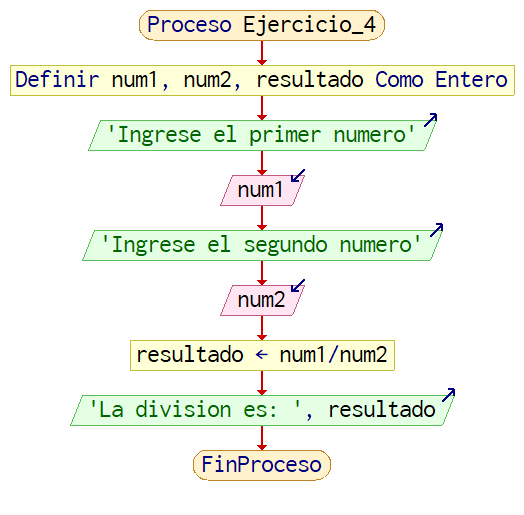 Proceso Ejercicio_4
Definir num1, num2, resultado Como Entero
'Ingrese el primer numero'
num1
'Ingrese el segundo numero'
num2
resultado ← num1/num2
'La division es: ', resultado
FinProceso